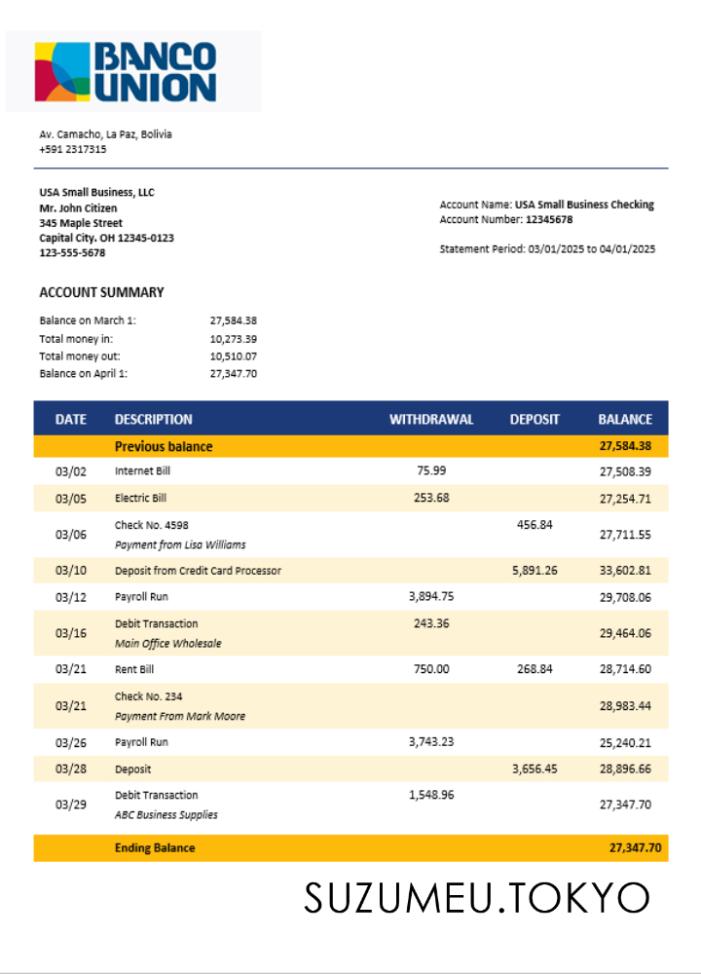 BANCO
UNION
Av. Camacho, La Paz, Bolivia
+591 2317315
USA Small Business, LLC
Mr. John Citizen
345 Maple Street
Capital City. OH 12345-0123
123-555-5678
Account Name: USA Small Business Checking
Account Number: 12345678
Statement Period: 03/01/2025 to 04/01/2025
ACCOUNT SUMMARY
Balance on March 1: 27,584.38
Total money in: 10,273.39
Total money out: 10,510.07
Balance on April 1: 27,347.70
DATE DESCRIPTION WITHDRAWAL DEPOSIT BALANCE
Previous balance 27,584.38
03/02 Internet Bill 75.99 27,508.39
03/05 Electric Bill 253.68 27,254.71
03/06 Check No. 4598 456.84 27,711.55
Payment from Lisa Williams
03/10 Deposit from Credit Card Processor 5,891.26 33,602.81
03/12 Payroll Run 3,894.75 29,708.06
03/16 Debit Transaction 243.36 29,464.06
Main Office Wholesale
03/21 Rent Bill 750.00 268.84 28,714.60
03/21 Check No. 234 28,983.44
Payment From Mark Moore
03/26 Payroll Run 3,743.23 25,240.21
03/28 Deposit 3,656.45 28,896.66
03/29 Debit Transaction 1,548.96 27,347.70
ABC Business Supplies
Ending Balance 27,347.70
SUZUMEU.TOKYO